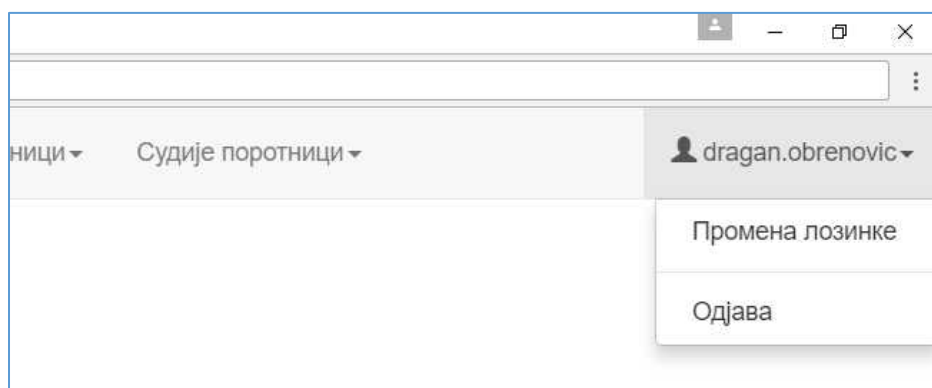 ници Судије поротници dragan.obrenovic
Промена лозинке
Одјава